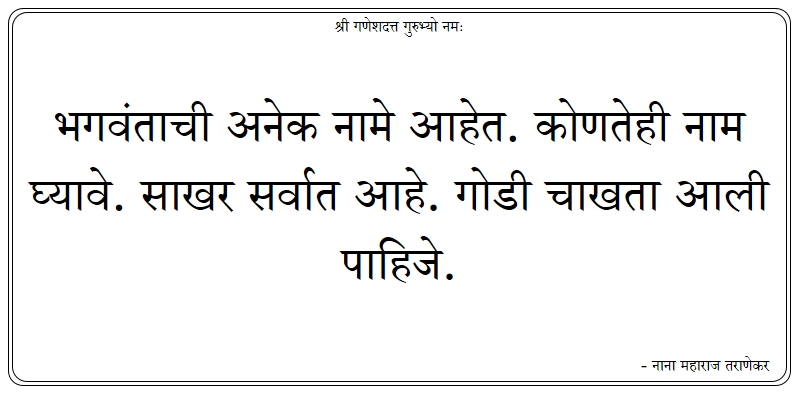 श्री गणेशदत्त गुरुभ्यो नमः
भगवंताची अनेक नामे आहेत. कोणतेही नाम
घ्यावे. साखर सर्वात आहे. गोडी चाखता आली
पाहिजे.
- नाना महाराज तराणेकर